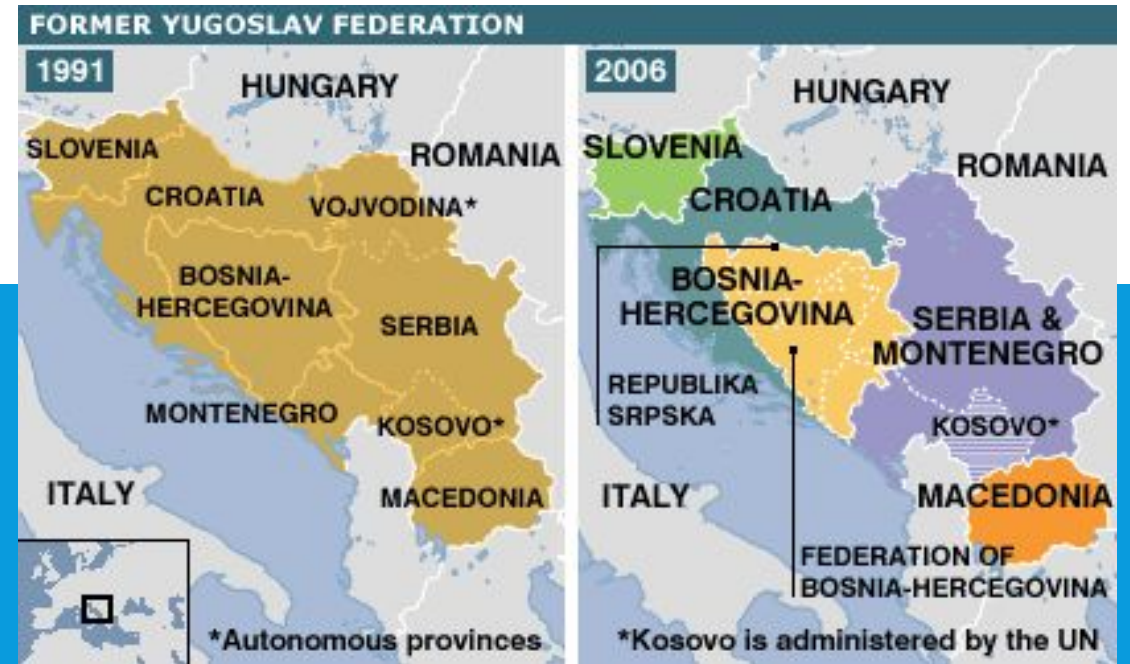 FORMER YUGOSLAV FEDERATION
1991
HUNGARY
SLOVENIA
ROMANIA
CROATIA
VOJVODINA*
BOSNIA-
HERCEGOVINA
SERBIA
MONTENEGRO
KOSOVO*
ITALY
MACEDONIA
*Autonomous provinces
2006
HUNGARY
SLOVENIA
ROMANIA
CROATIA
BOSNIA-
HERCEGOVINA
SERBIA &
MONTENEGRO
REPUBLIKA
SRPSKA
KOSOVO*
ITALY
MACEDONIA
FEDERATION OF
BOSNIA-HERCEGOVINA
*Kosovo is administered by the UN